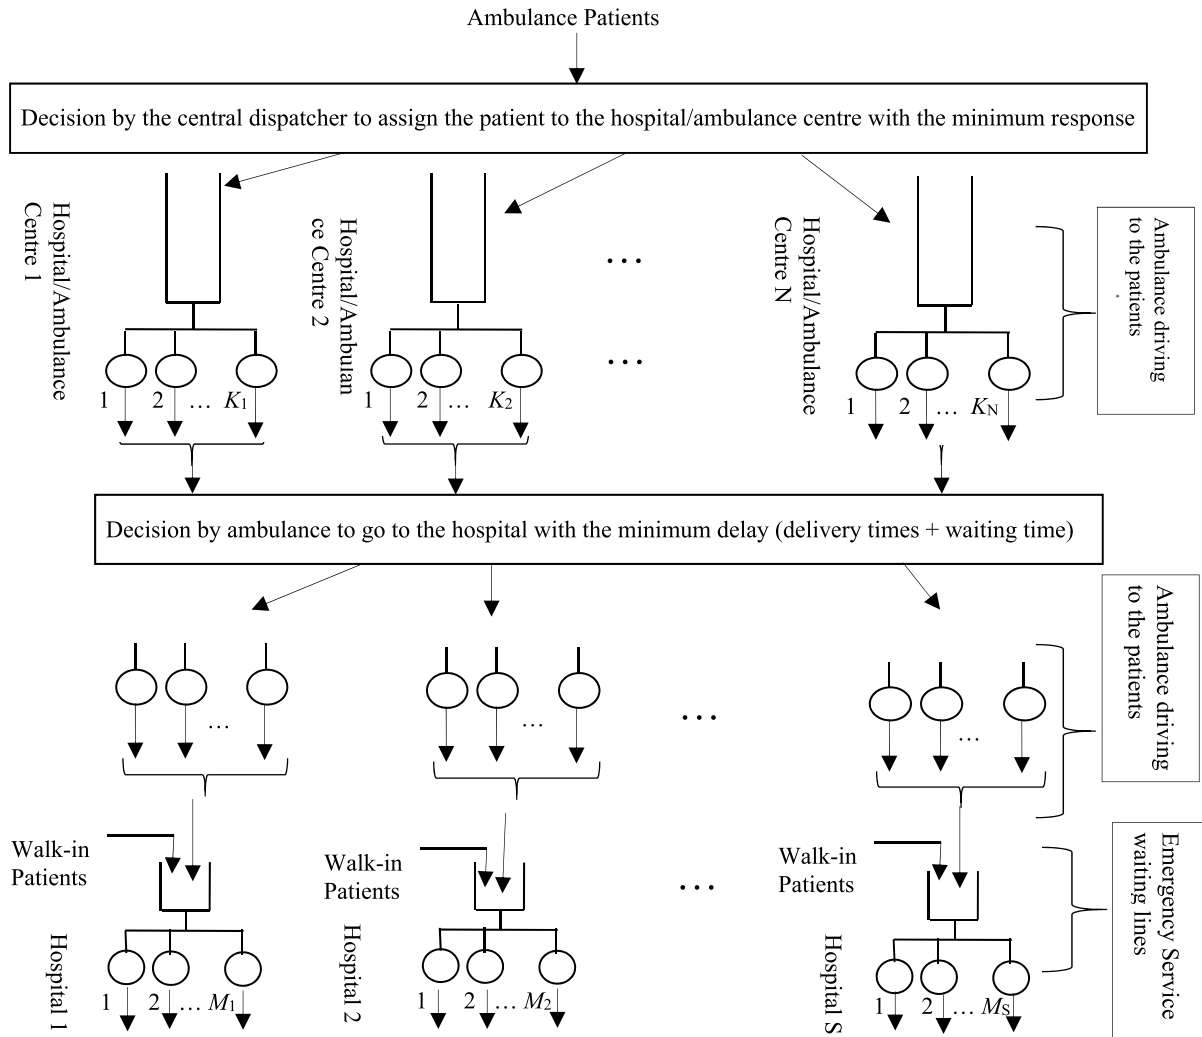 Ambulance Patients
Decision by the central dispatcher to assign the patient to the hospital/ambulance centre with the minimum response
Hospital/Ambulance
Centre 1
Hospital/Ambulan
ce Centre 2
…
Hospital/Ambulance
Centre N
Ambulance driving
to the patients
…
1 2 … K1
1 2 … K2
1 2 … KN
Decision by ambulance to go to the hospital with the minimum delay (delivery times + waiting time)
Ambulance driving
to the patients
…
…
…
…
Walk-in
Patients
Walk-in
Patients
…
Walk-in
Patients
Emergency Service
waiting lines
Hospital 1
1 2 … M1
Hospital 2
1 2 … M2
Hospital S
1 2 … MS